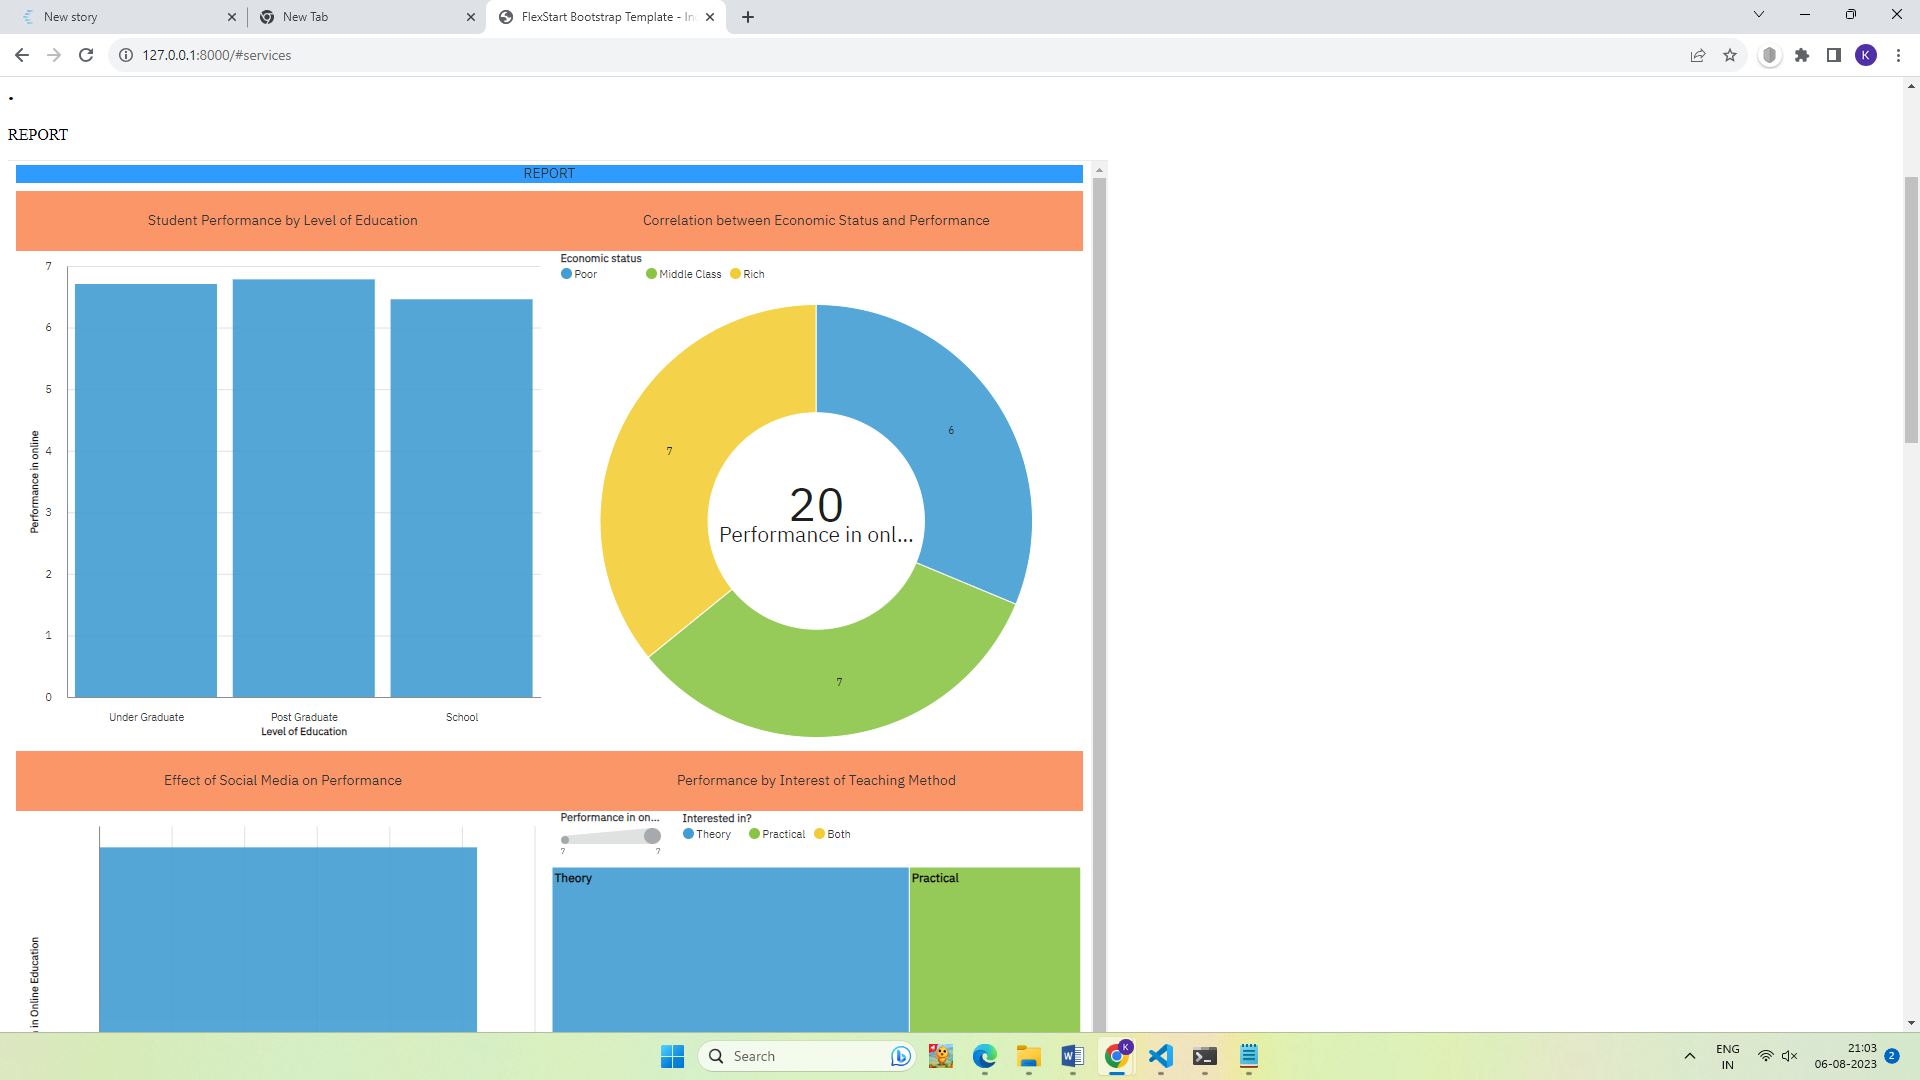 New story
New Tab
FlexStart Bootstrap Template - In
127.0.0.1:8000/#services
K
.
REPORT
REPORT
Student Performance by Level of Education
Correlation between Economic Status and Performance
7
6
5
4
3
2
1
0
Performance in online
Under Graduate
Post Graduate
School
Level of Education
Economic status
Poor
Middle Class
Rich
6
7
7
20
Performance in onl...
Effect of Social Media on Performance
Performance by Interest of Teaching Method
in Online Education
Performance in on...
7
7
Interested in?
Theory
Practical
Both
Theory
Practical
Search
K
ENG
IN
21:03
06-08-2023
2